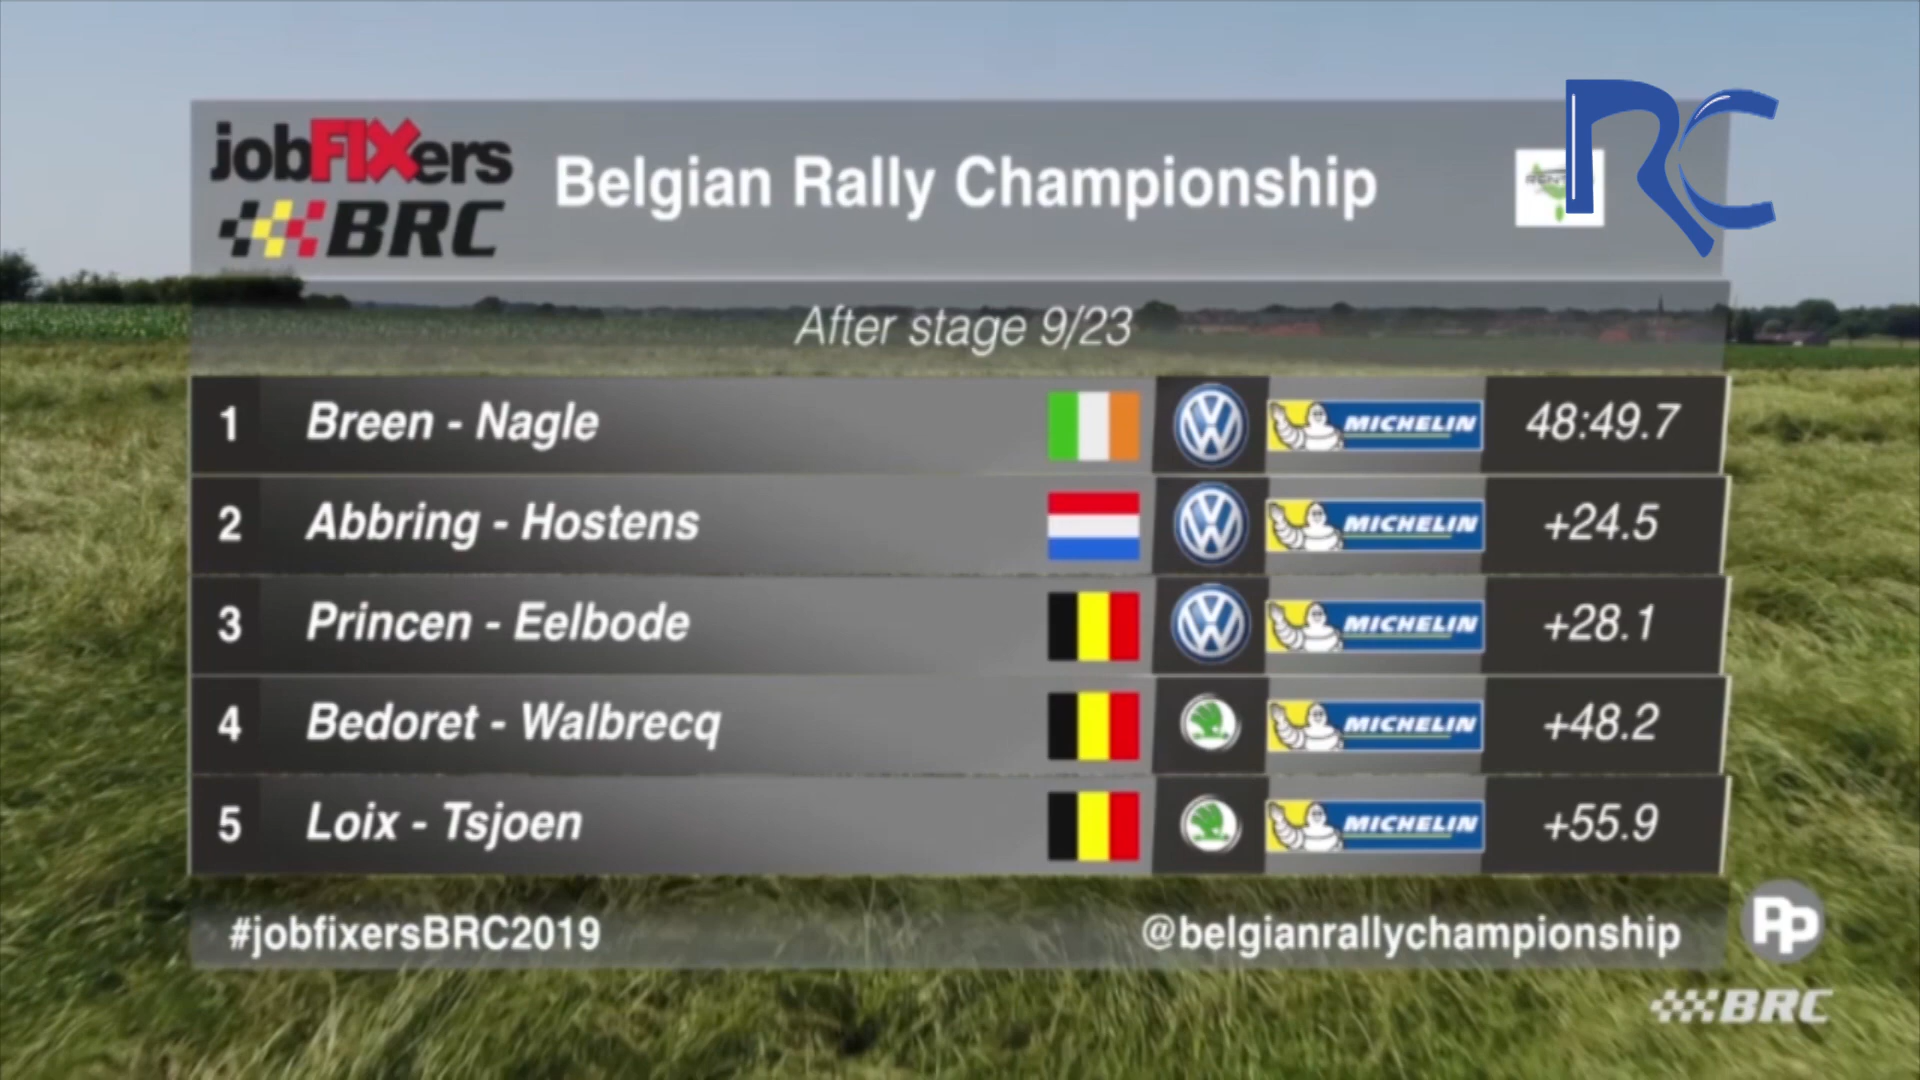 jobFIXers
BRC
Belgian Rally Championship
RC
After stage 9/23
1 Breen - Nagle MICHELIN 48:49.7
2 Abbring - Hostens MICHELIN +24.5
3 Princen - Eelbode MICHELIN +28.1
4 Bedoret - Walbrecq MICHELIN +48.2
5 Loix - Tsjoen MICHELIN +55.9
#jobfixersBRC2019 @belgianrallychampionship
Pp
BRC